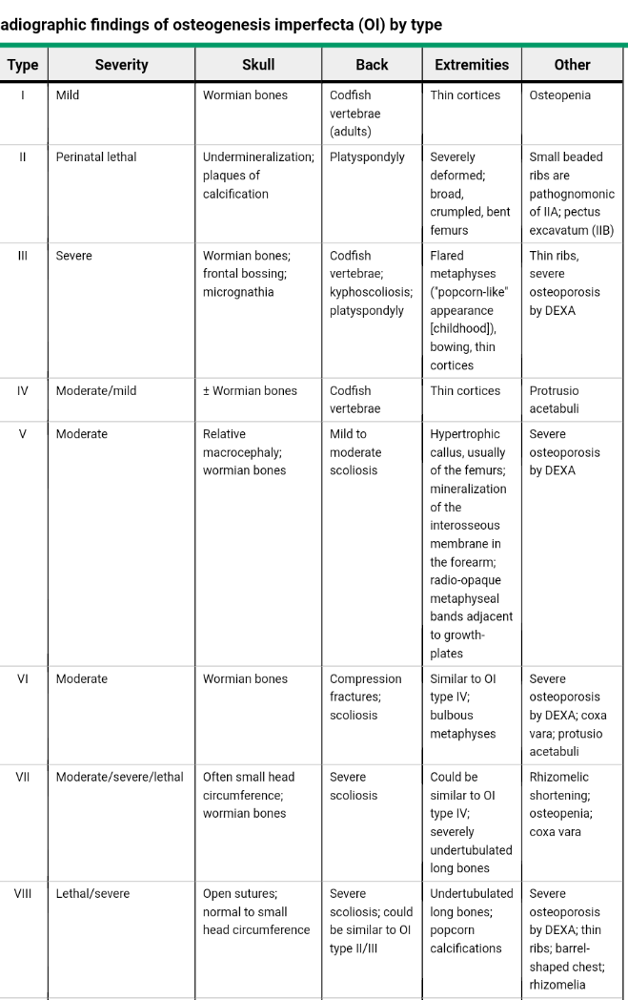 adiographic findings of osteogenesis imperfecta (OI) by type
Type Severity Skull Back Extremities Other
I
Mild
Wormian bones
Codfish
vertebrae
(adults)
Thin cortices
Osteopenia
II
Perinatal lethal
Undermineralization;
plaques of
calcification
Platyspondyly
Severely
deformed;
broad,
crumpled, bent
femurs
Small beaded
ribs are
pathognomonic
of IIA; pectus
excavatum (IIB)
III
Severe
Wormian bones;
frontal bossing;
micrognathia
Codfish
vertebrae;
kyphoscoliosis;
platyspondyly
Flared
metaphyses
("popcorn-like"
appearance
[childhood]),
bowing, thin
cortices
Thin ribs,
severe
osteoporosis
by DEXA
IV
Moderate/mild
± Wormian bones
Codfish
vertebrae
Thin cortices
Protrusio
acetabuli
V
Moderate
Relative
macrocephaly;
wormian bones
Mild to
moderate
scoliosis
Hypertrophic
callus, usually
of the femurs;
mineralization
of the
interosseous
membrane in
the forearm;
radio-opaque
metaphyseal
bands adjacent
to growth-
plates
Severe
osteoporosis
by DEXA
VI
Moderate
Wormian bones
Compression
fractures;
scoliosis
Similar to OI
type IV;
bulbous
metaphyses
Severe
osteoporosis
by DEXA; coxa
vara; protusio
acetabuli
VII
Moderate/severe/lethal
Often small head
circumference;
wormian bones
Severe
scoliosis
Could be
similar to OI
type IV;
severely
undertubulated
long bones
Rhizomelic
shortening;
osteopenia;
coxa vara
VIII
Lethal/severe
Open sutures;
normal to small
head circumference
Severe
scoliosis; could
be similar to OI
type II/III
Undertubulated
long bones;
popcorn
calcifications
Severe
osteoporosis
by DEXA; thin
ribs; barrel-
shaped chest;
rhizomelia